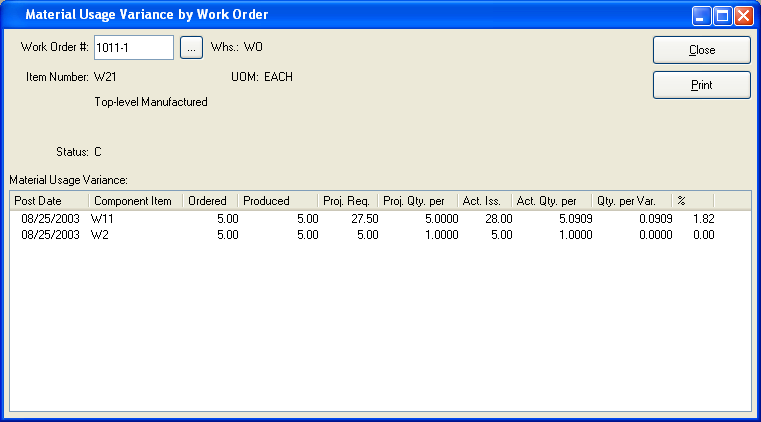 Material Usage Variance by Work Order
Work Order #: 1011-1 ... Whs.: WO Close
Item Number: W21 UOM: EACH Print
Top-level Manufactured
Status: C
Material Usage Variance:
Post Date Component Item Ordered Produced Proj. Req. Proj. Qty. per Act. Iss. Act. Qty. per Qty. per Var. %
08/25/2003 W11 5.00 5.00 27.50 5.0000 28.00 5.0909 0.0909 1.82
08/25/2003 W2 5.00 5.00 5.00 1.0000 5.00 1.0000 0.0000 0.00